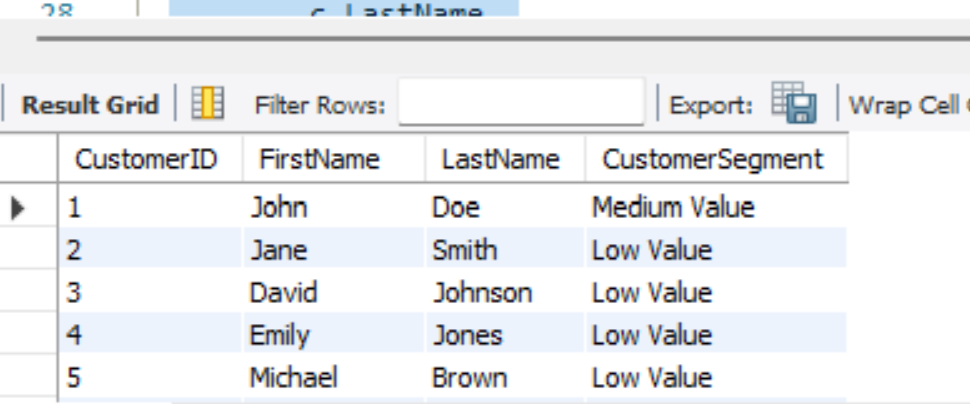 28 c.LastName
Result Grid Filter Rows: Export: Wrap Cell
CustomerID FirstName LastName CustomerSegment
1 John Doe Medium Value
2 Jane Smith Low Value
3 David Johnson Low Value
4 Emily Jones Low Value
5 Michael Brown Low Value